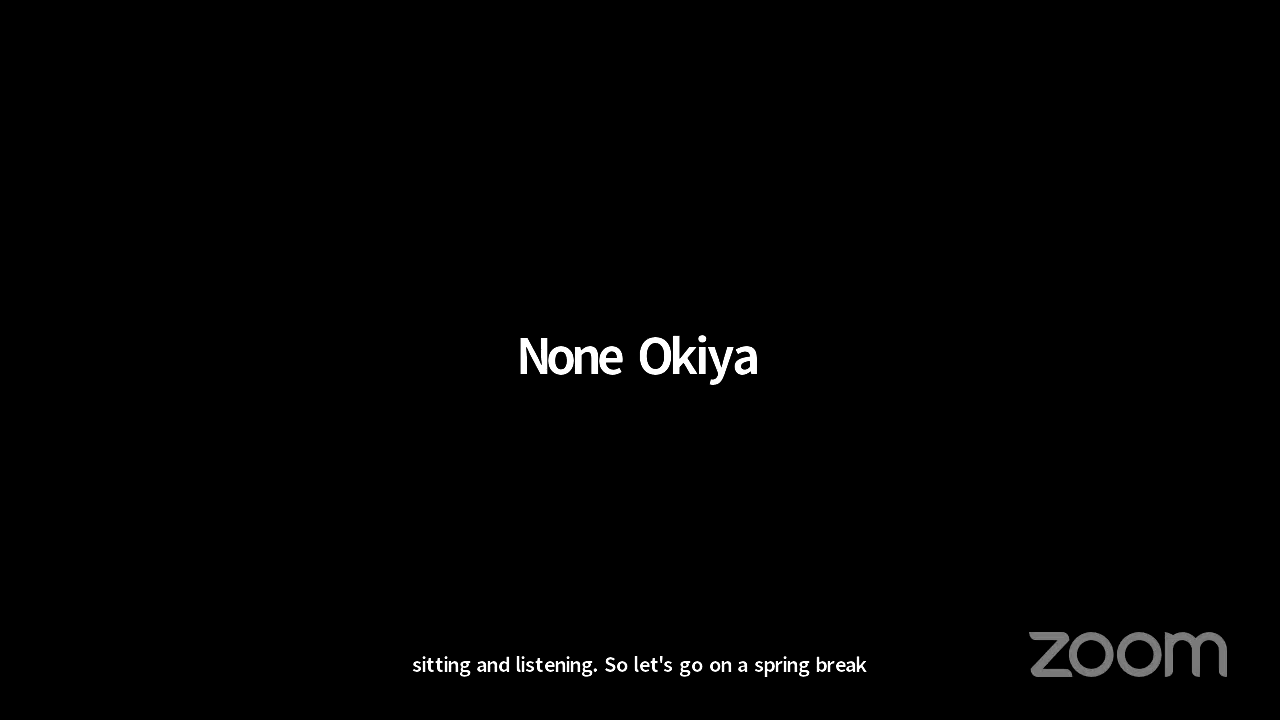 None Okiya
sitting and listening. So let's go on a spring break
zoom